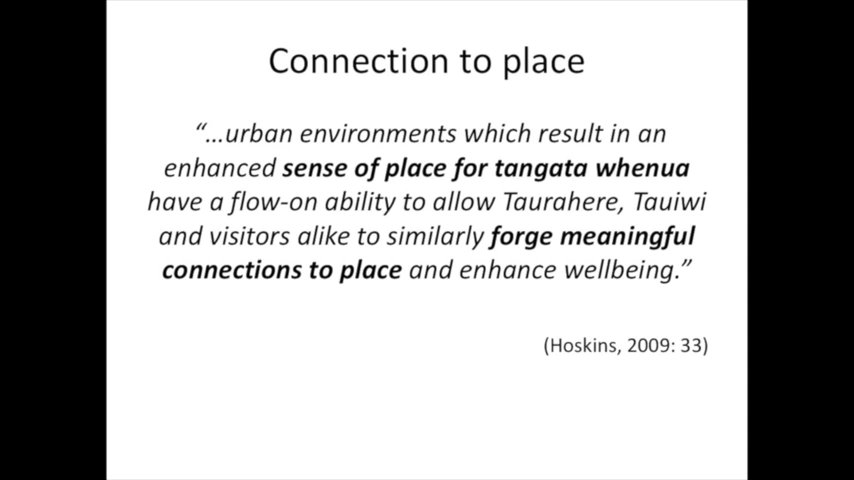 Connection to place
“…urban environments which result in an
enhanced sense of place for tangata whenua
have a flow-on ability to allow Taurahere, Tauiwi
and visitors alike to similarly forge meaningful
connections to place and enhance wellbeing.”
(Hoskins, 2009: 33)